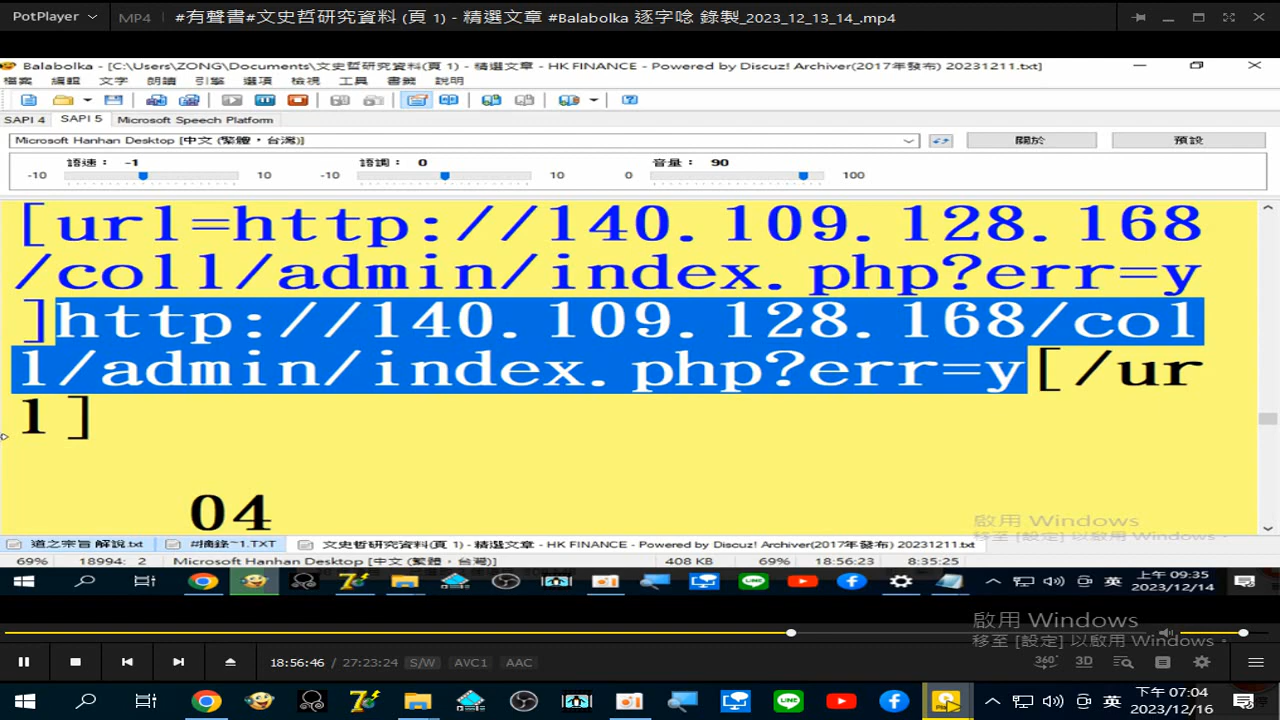 PotPlayer MP4 #有聲書#文史哲研究資料 (頁 1) - 精選文章 #Balabolka 逐字唸 錄製_2023_12_13_14_.mp4
Balabolka - [C:\Users\ZONG\Documents\文史哲研究資料(頁 1) - 精選文章 - HK FINANCE - Powered by Discuz! Archiver(2017年發布) 20231211.txt]
檔案 編輯 文字 朗讀 引擎 選項 檢視 工具 書籤 說明
SAPI 4 SAPI 5 Microsoft Speech Platform
Microsoft Hanhan Desktop [中文 (繁體，台灣)] 關於 預設
語速： -1 語調： 0 音量： 90
-10 10 -10 10 0 100
[url=http://140.109.128.168
/coll/admin/index.php?err=y
]http://140.109.128.168/col
l/admin/index.php?err=y[/ur
l]
04
啟用 Windows
移至 [設定] 以啟用 Windows。
道之宗旨 解說.txt #摘錄~1.TXT 文史哲研究資料(頁 1) - 精選文章 - HK FINANCE - Powered by Discuz! Archiver(2017年發布) 20231211.txt
69% 18994: 2 Microsoft Hanhan Desktop [中文 (繁體，台灣)] 408 KB 69% 18:56:23 8:35:25
英 上午 09:35
2023/12/14
啟用 Windows
移至 [設定] 以啟用 Windows。
18:56:46 / 27:23:24 S/W AVC1 AAC 360° 3D
英 下午 07:04
2023/12/16